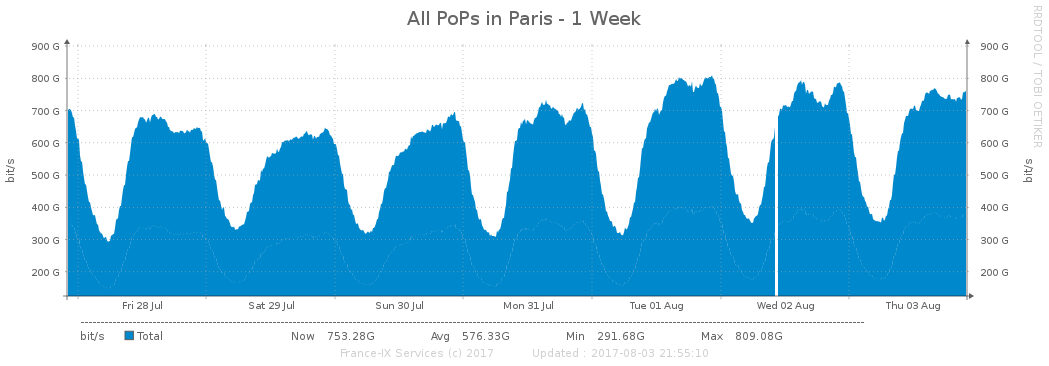 All PoPs in Paris - 1 Week
RRDTOOL / TOBI OETIKER
900 G 900 G
800 G 800 G
700 G 700 G
600 G 600 G
500 G 500 G
400 G 400 G
300 G 300 G
200 G 200 G
bit/s bit/s
Fri 28 Jul Sat 29 Jul Sun 30 Jul Mon 31 Jul Tue 01 Aug Wed 02 Aug Thu 03 Aug
bit/s Total Now 753.28G Avg 576.33G Min 291.68G Max 809.08G
France-IX Services (c) 2017 Updated : 2017-08-03 21:55:10